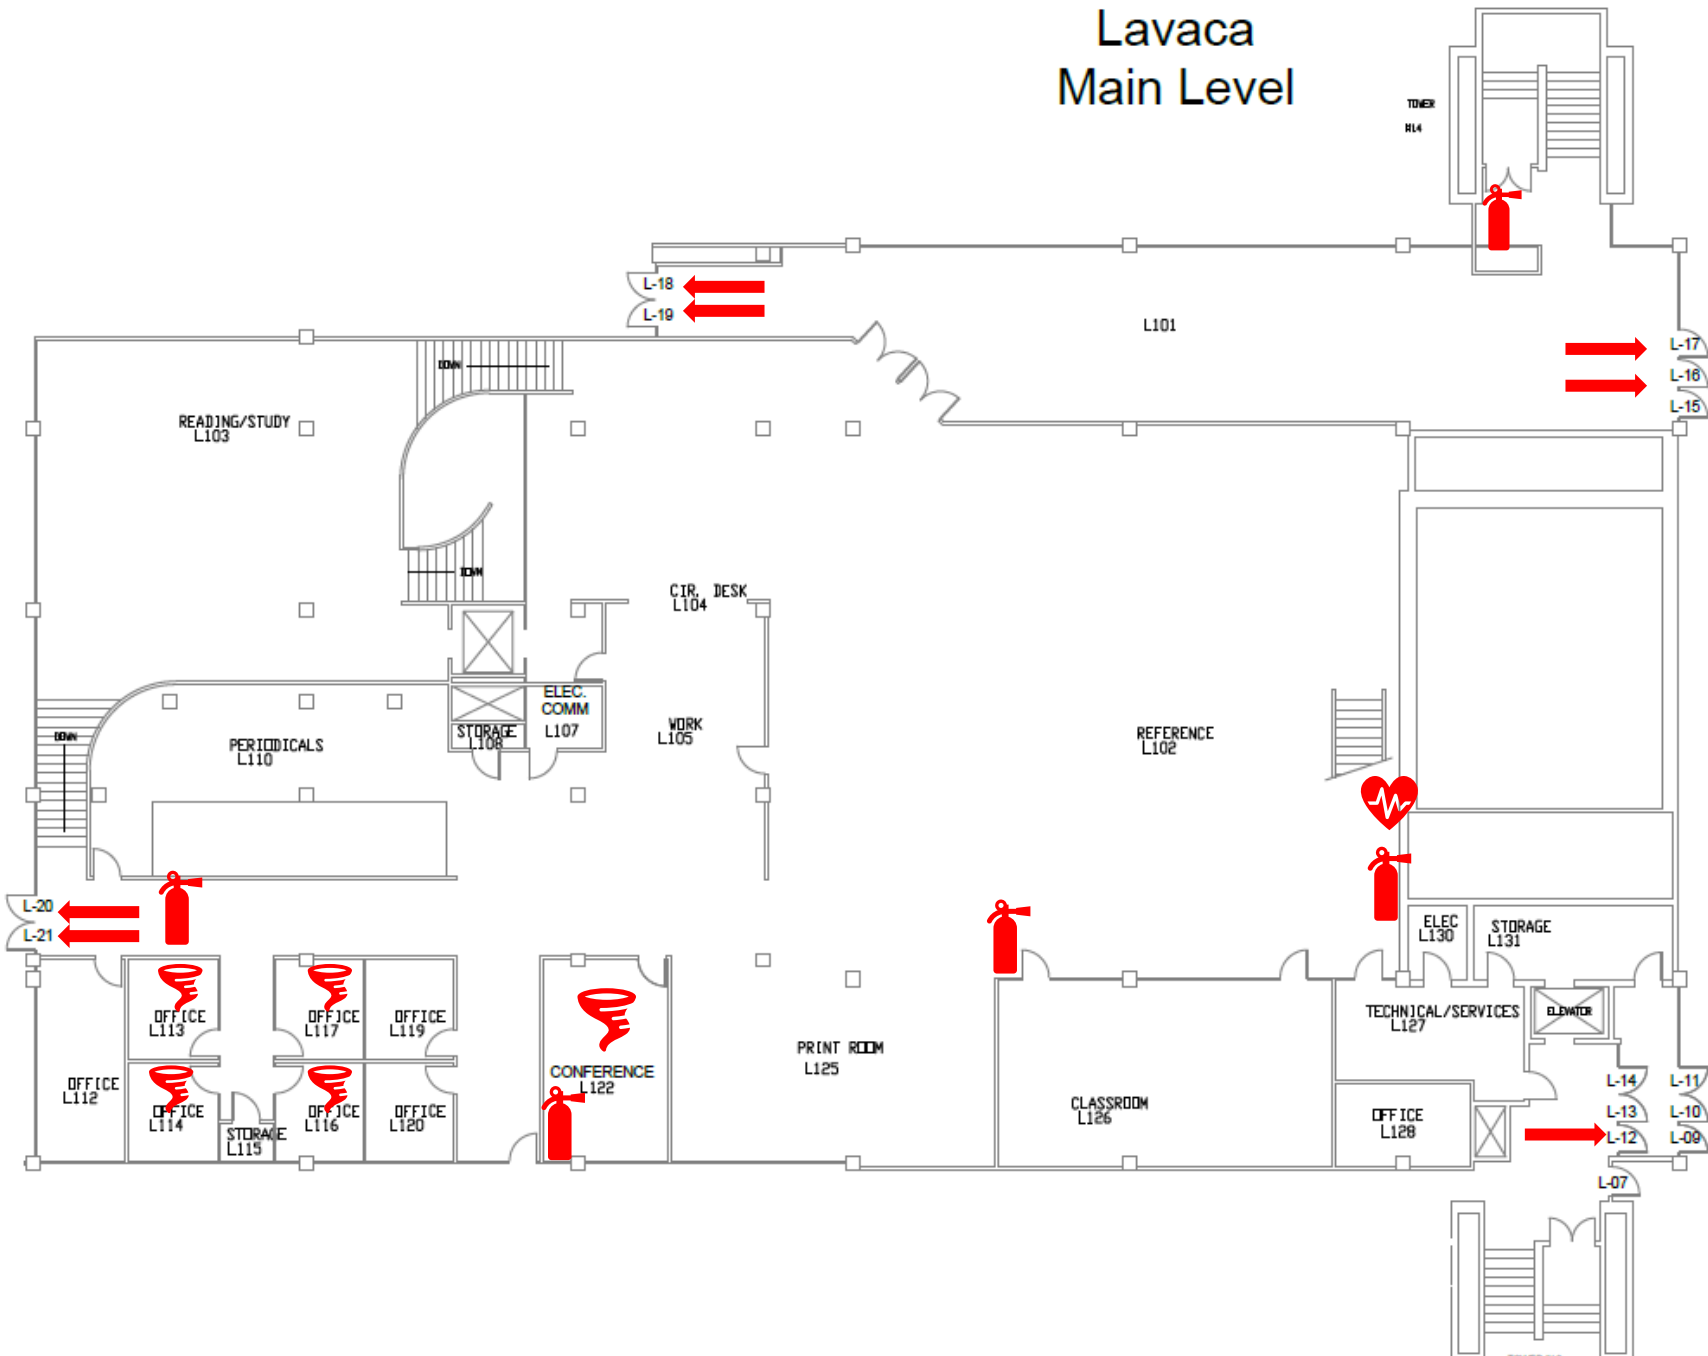 Lavaca
Main Level
TOWER
#L4
L-18
L-19
L101
L-17
L-16
L-15
DOWN
READING/STUDY
L103
DOWN
CIR. DESK
L104
ELEC.
COMM
L107
STORAGE
L108
WORK
L105
REFERENCE
L102
DOWN
PERIODICALS
L110
L-20
L-21
ELEC
L130
STORAGE
L131
OFFICE
L113
OFFICE
L117
OFFICE
L119
TECHNICAL/SERVICES
L127
ELEVATOR
PRINT ROOM
L125
CONFERENCE
L122
OFFICE
L112
OFFICE
L114
STORAGE
L115
OFFICE
L116
OFFICE
L120
CLASSROOM
L126
OFFICE
L128
L-14
L-13
L-12
L-11
L-10
L-09
L-07